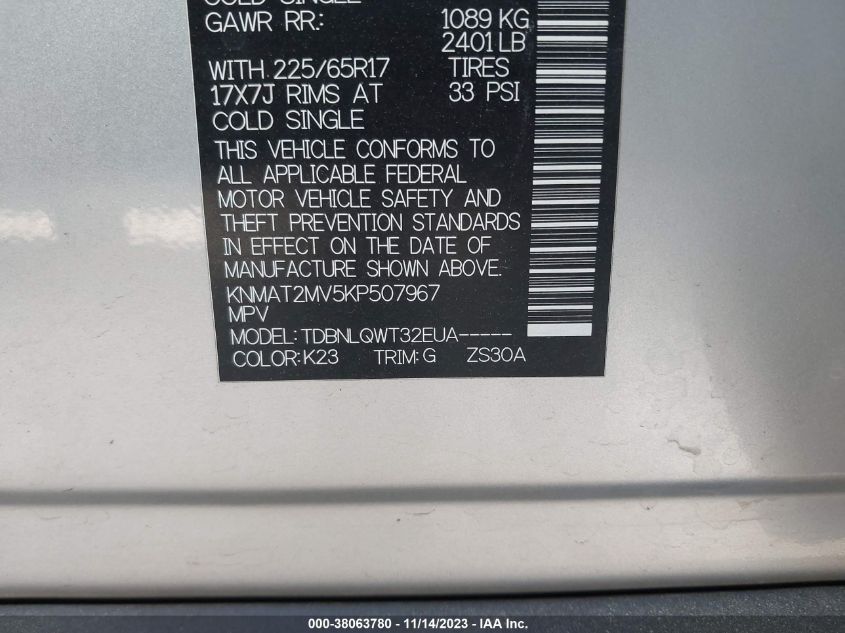 COLD SINGLE
GAWR RR: 1089 KG
2401 LB
WITH 225/65R17 TIRES
17X7J RIMS AT 33 PSI
COLD SINGLE
THIS VEHICLE CONFORMS TO
ALL APPLICABLE FEDERAL
MOTOR VEHICLE SAFETY AND
THEFT PREVENTION STANDARDS
IN EFFECT ON THE DATE OF
MANUFACTURE SHOWN ABOVE.
KNMAT2MV5KP507967
MPV
MODEL:TDBNLQWT32EUA-----
COLOR:K23 TRIM:G ZS30A
000-38063780 - 11/14/2023 - IAA Inc.